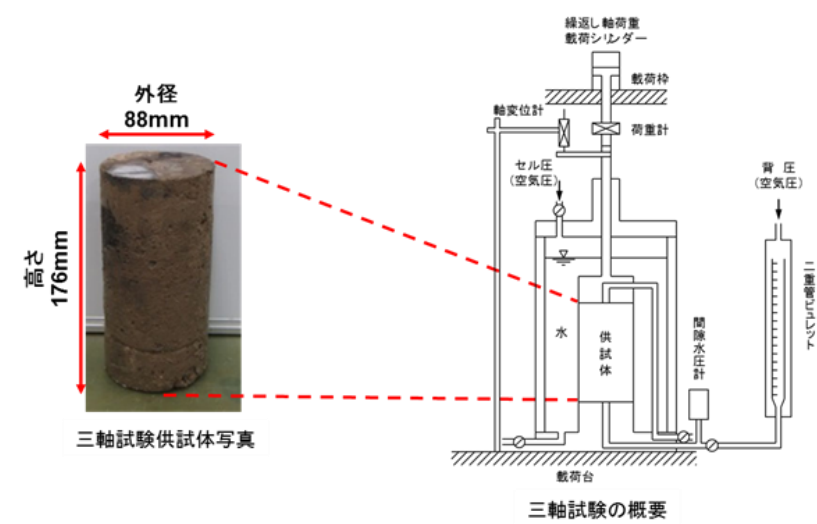 外径
88mm
高さ
176mm
三軸試験供試体写真
繰返し軸荷重
載荷シリンダー
載荷枠
軸変位計
荷重計
セル圧
(空気圧)
背 圧
(空気圧)
水
供試体
間隙水圧計
二重管ビュレット
載荷台
三軸試験の概要